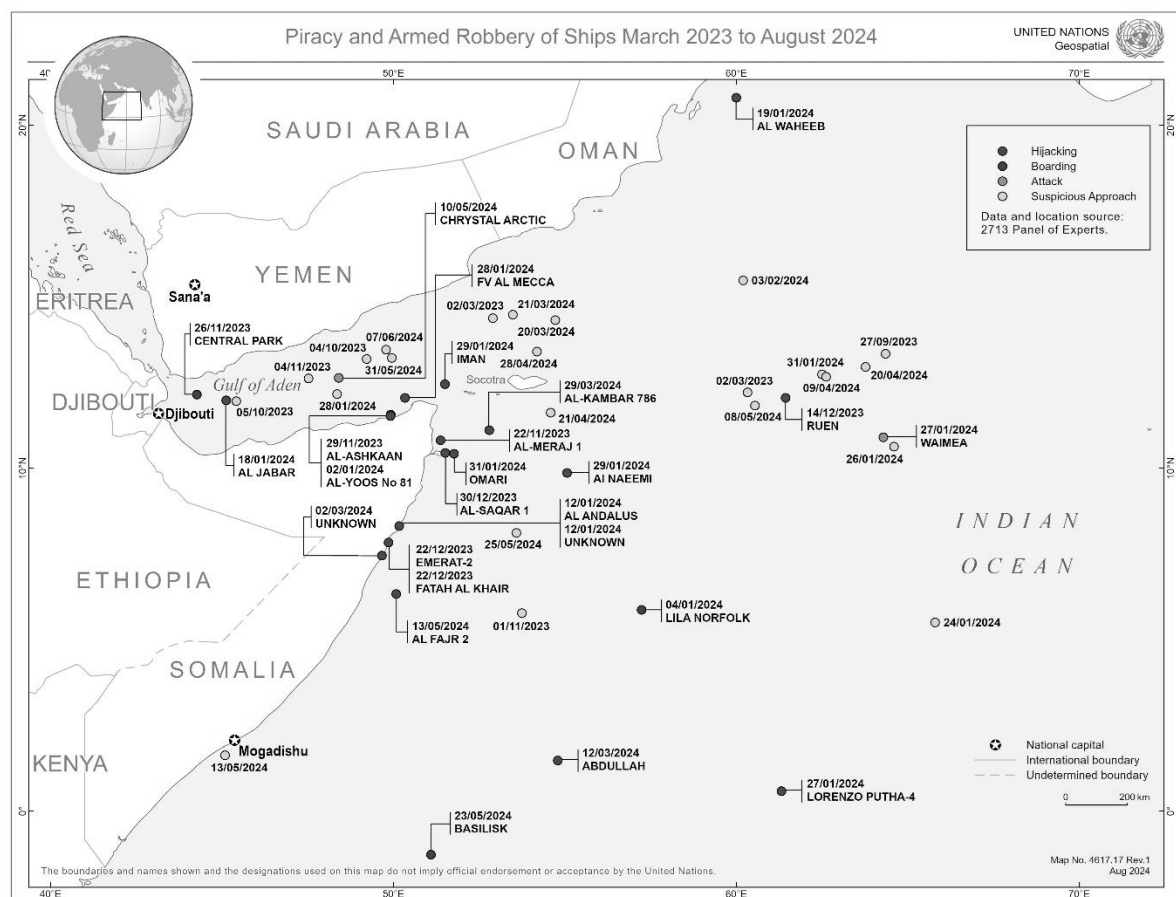 Piracy and Armed Robbery of Ships March 2023 to August 2024
UNITED NATIONS
Geospatial
50°E
60°E
70°E
20°N
20°N
SAUDI ARABIA
OMAN
19/01/2024
AL WAHEEB
Hijacking
Boarding
Attack
Suspicious Approach
Data and location source:
2713 Panel of Experts.
Red Sea
10/05/2024
CHRYSTAL ARCTIC
YEMEN
28/01/2024
FV AL MECCA
03/02/2024
Sana'a
ERITREA
26/11/2023
CENTRAL PARK
02/03/2023
21/03/2024
20/03/2024
07/06/2024
04/10/2023
31/05/2024
29/01/2024
IMAN
28/04/2024
27/09/2023
31/01/2024
09/04/2024
20/04/2024
04/11/2023
Gulf of Aden
Socotra
29/03/2024
AL-KAMBAR 786
02/03/2023
08/05/2024
DJIBOUTI
Djibouti
05/10/2023
28/01/2024
21/04/2024
14/12/2023
RUEN
27/01/2024
WAIMEA
18/01/2024
AL JABAR
29/11/2023
AL-ASHKAAN
02/01/2024
AL-YOOS No 81
22/11/2023
AL-MERAJ 1
26/01/2024
10°N
10°N
31/01/2024
OMARI
29/01/2024
Al NAEEMI
30/12/2023
AL-SAQAR 1
02/03/2024
UNKNOWN
12/01/2024
AL ANDALUS
12/01/2024
UNKNOWN
25/05/2024
INDIAN
OCEAN
ETHIOPIA
22/12/2023
EMERAT-2
22/12/2023
FATAH AL KHAIR
13/05/2024
AL FAJR 2
01/11/2023
04/01/2024
LILA NORFOLK
24/01/2024
SOMALIA
Mogadishu
13/05/2024
KENYA
12/03/2024
ABDULLAH
27/01/2024
LORENZO PUTHA-4
National capital
International boundary
Undetermined boundary
0 200 km
0°
0°
23/05/2024
BASILISK
The boundaries and names shown and the designations used on this map do not imply official endorsement or acceptance by the United Nations.
Map No. 4617.17 Rev.1
Aug 2024
40°E
50°E
60°E
70°E